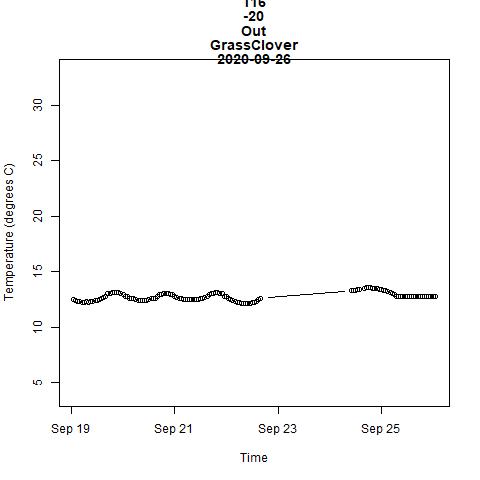 T16
-20
Out
GrassClover
2020-09-26
Temperature (degrees C)
30
25
20
15
10
5
Sep 19 Sep 21 Sep 23 Sep 25
Time